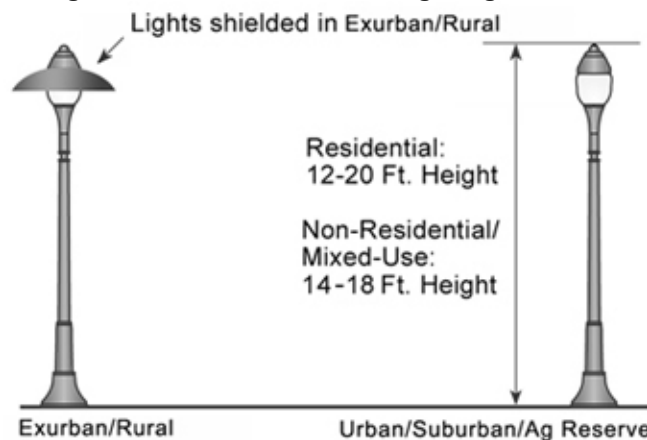 Lights shielded in Exurban/Rural
Residential:
12-20 Ft. Height
Non-Residential/
Mixed-Use:
14-18 Ft. Height
Exurban/Rural
Urban/Suburban/Ag Reserve